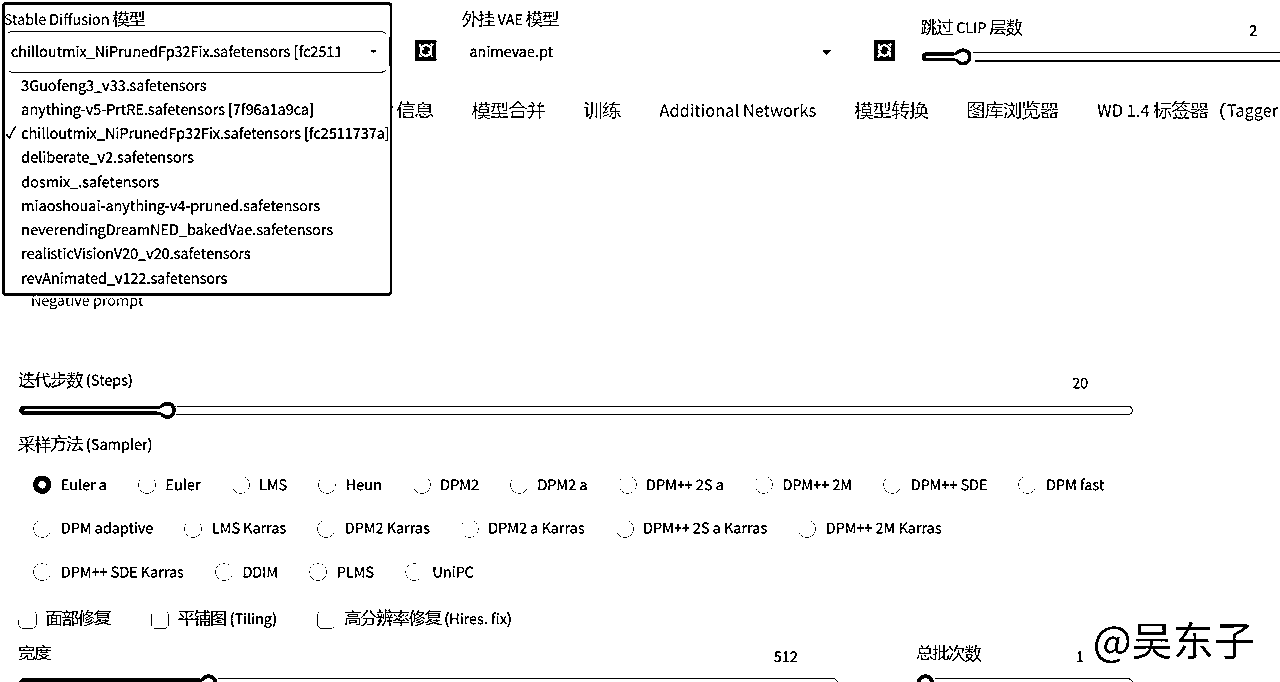 Stable Diffusion 模型
外挂 VAE 模型
跳过 CLIP 层数
2
chilloutmix_NiPrunedFp32Fix.safetensors [fc2511
animevae.pt
3Guofeng3_v33.safetensors
anything-v5-PrtRE.safetensors [7f96a1a9ca]
✓ chilloutmix_NiPrunedFp32Fix.safetensors [fc2511737a]
deliberate_v2.safetensors
dosmix_.safetensors
miaoshouai-anything-v4-pruned.safetensors
neverendingDreamNED_bakedVae.safetensors
realisticVisionV20_v20.safetensors
revAnimated_v122.safetensors
信息 模型合并 训练 Additional Networks 模型转换 图库浏览器 WD 1.4 标签器（Tagger
Negative prompt
迭代步数 (Steps)
20
采样方法 (Sampler)
Euler a Euler LMS Heun DPM2 DPM2 a DPM++ 2S a DPM++ 2M DPM++ SDE DPM fast
DPM adaptive LMS Karras DPM2 Karras DPM2 a Karras DPM++ 2S a Karras DPM++ 2M Karras
DPM++ SDE Karras DDIM PLMS UniPC
面部修复 平铺图 (Tiling) 高分辨率修复 (Hires. fix)
宽度
512
总批次数
1
@吴东子